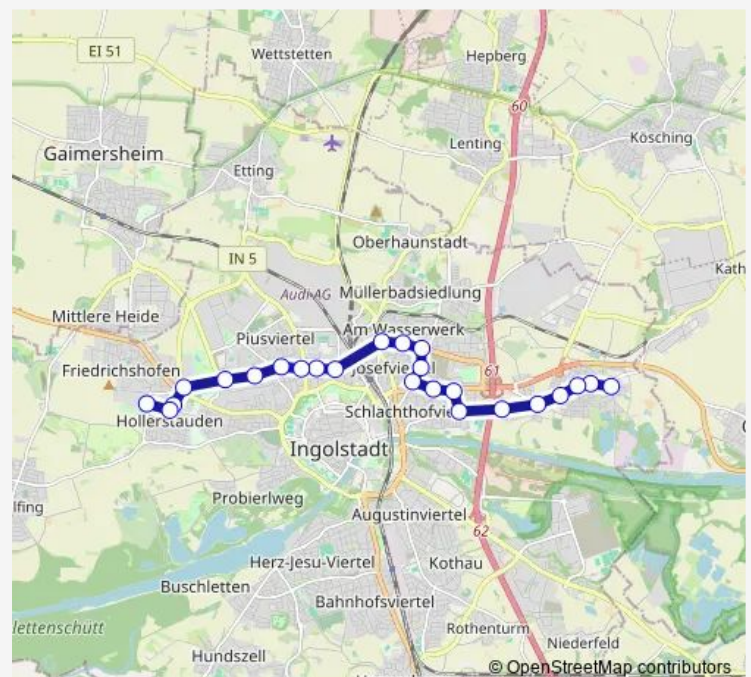 EI 51
Wettstetten
Hepberg
60
Lenting
Kösching
Gaimersheim
Etting
Oberhaunstadt
IN 5
Kath
Audi AG
Müllerbadsiedlung
Mittlere Heide
Piusviertel
Am Wasserwerk
Friedrichshofen
Josefviertel
61
Hollerstauden
Schlachthofvie
Ingolstadt
lfing
Probierlweg
Augustinviertel
62
Herz-Jesu-Viertel
Kothau
Buschletten
Bahnhofsviertel
lettenschütt
Rothenturm
Niederfeld
Hundszell
© OpenStreetMap contributors